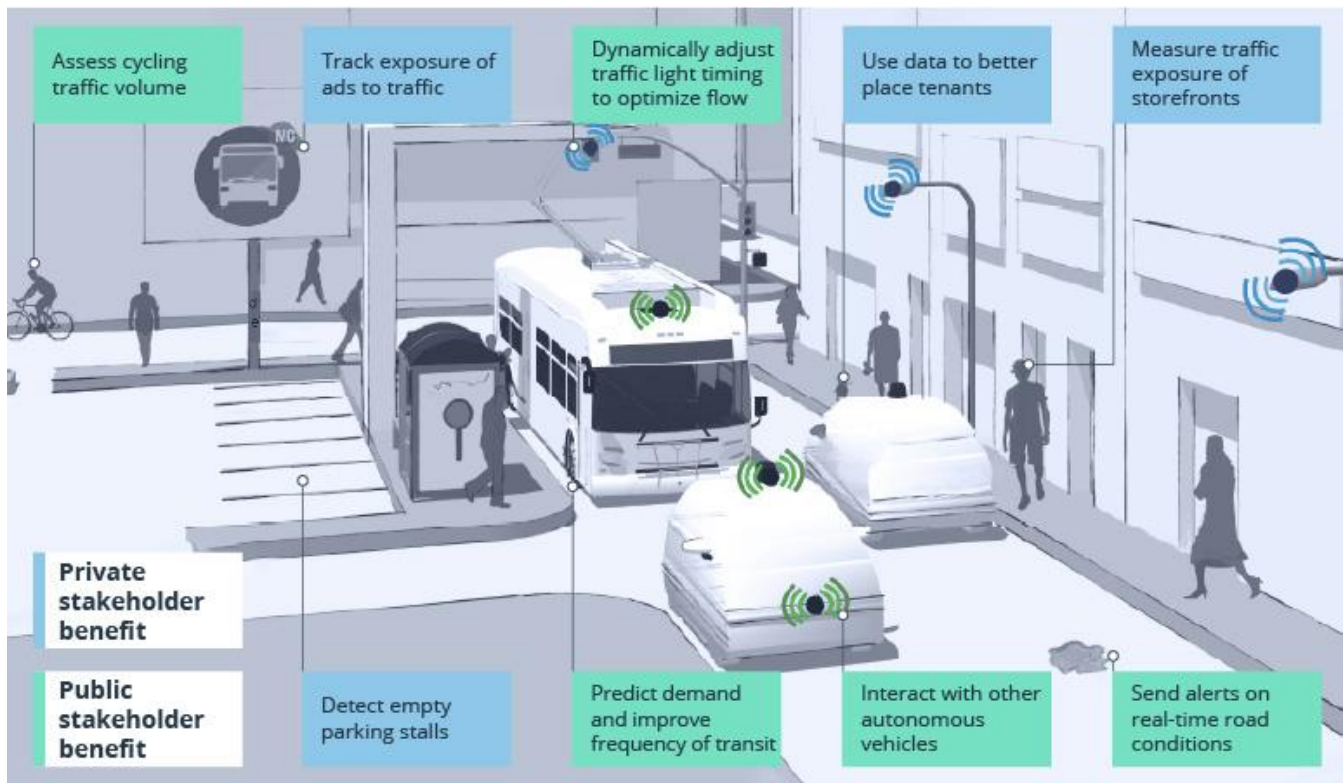 Assess cycling
traffic volume
Track exposure of
ads to traffic
Dynamically adjust
traffic light timing
to optimize flow
Use data to better
place tenants
Measure traffic
exposure of
storefronts
NC
Private
stakeholder
benefit
Public
stakeholder
benefit
Detect empty
parking stalls
Predict demand
and improve
frequency of transit
Interact with other
autonomous
vehicles
Send alerts on
real-time road
conditions